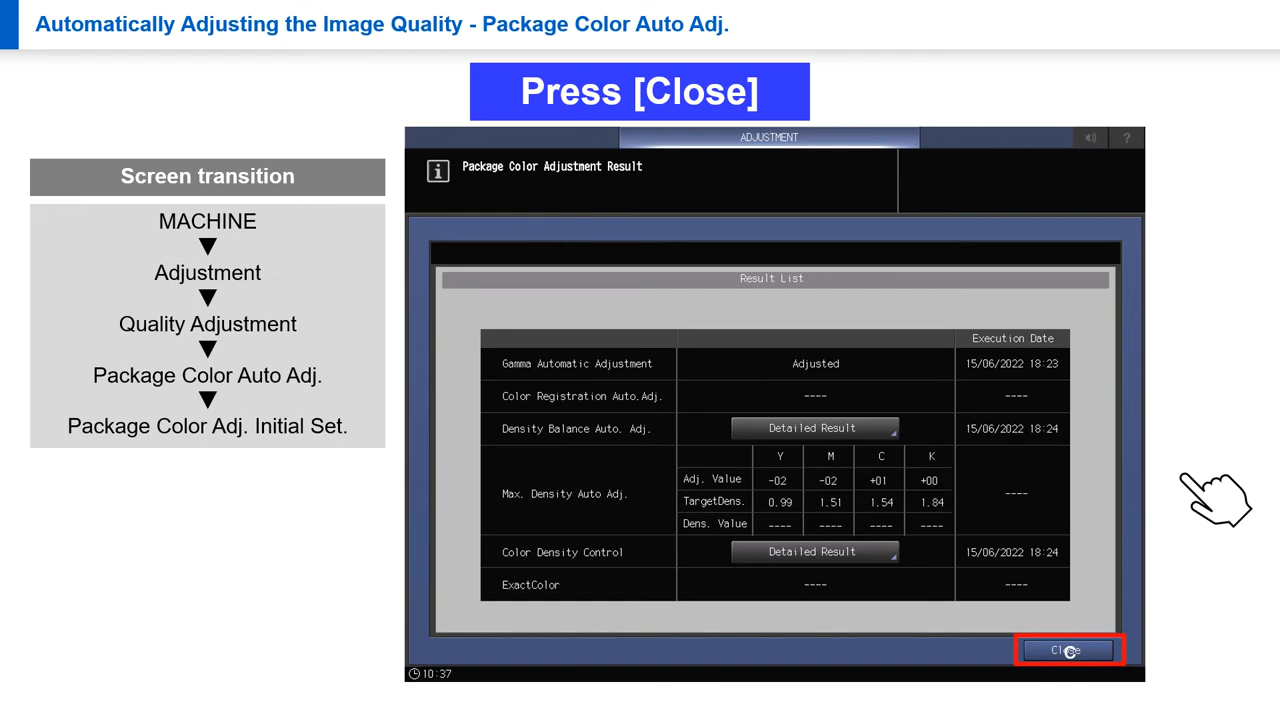 Automatically Adjusting the Image Quality - Package Color Auto Adj.
Press [Close]
Screen transition
MACHINE
▼
Adjustment
▼
Quality Adjustment
▼
Package Color Auto Adj.
▼
Package Color Adj. Initial Set.
ADJUSTMENT
?
i Package Color Adjustment Result
Result List
Execution Date
Gamma Automatic Adjustment Adjusted 15/06/2022 18:23
Color Registration Auto.Adj. ---- ----
Density Balance Auto. Adj. Detailed Result 15/06/2022 18:24
Y M C K
Adj. Value -02 -02 +01 +00
Max. Density Auto Adj. ----
TargetDens. 0.99 1.51 1.54 1.84
Dens. Value ---- ---- ---- ----
Color Density Control Detailed Result 15/06/2022 18:24
ExactColor ---- ----
Close
10:37